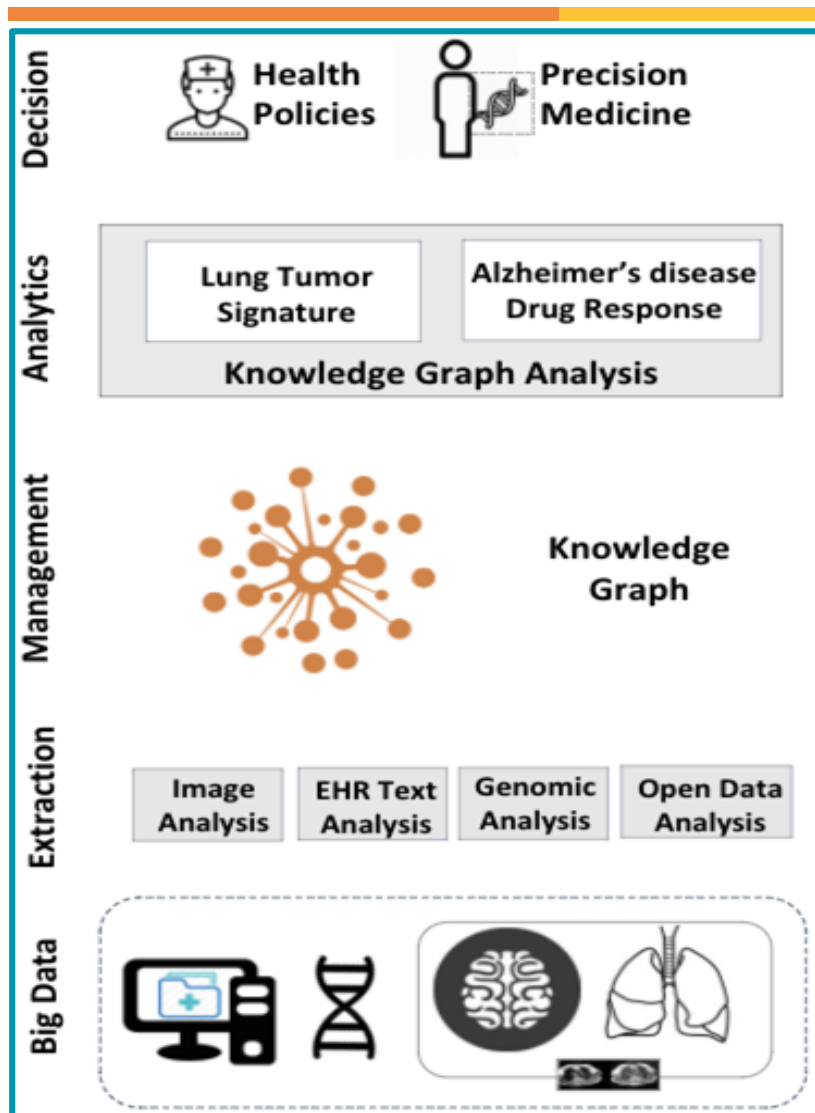 Decision
Health
Policies
Precision
Medicine
Analytics
Lung Tumor
Signature
Alzheimer's disease
Drug Response
Knowledge Graph Analysis
Management
Knowledge
Graph
Extraction
Image
Analysis
EHR Text
Analysis
Genomic
Analysis
Open Data
Analysis
Big Data